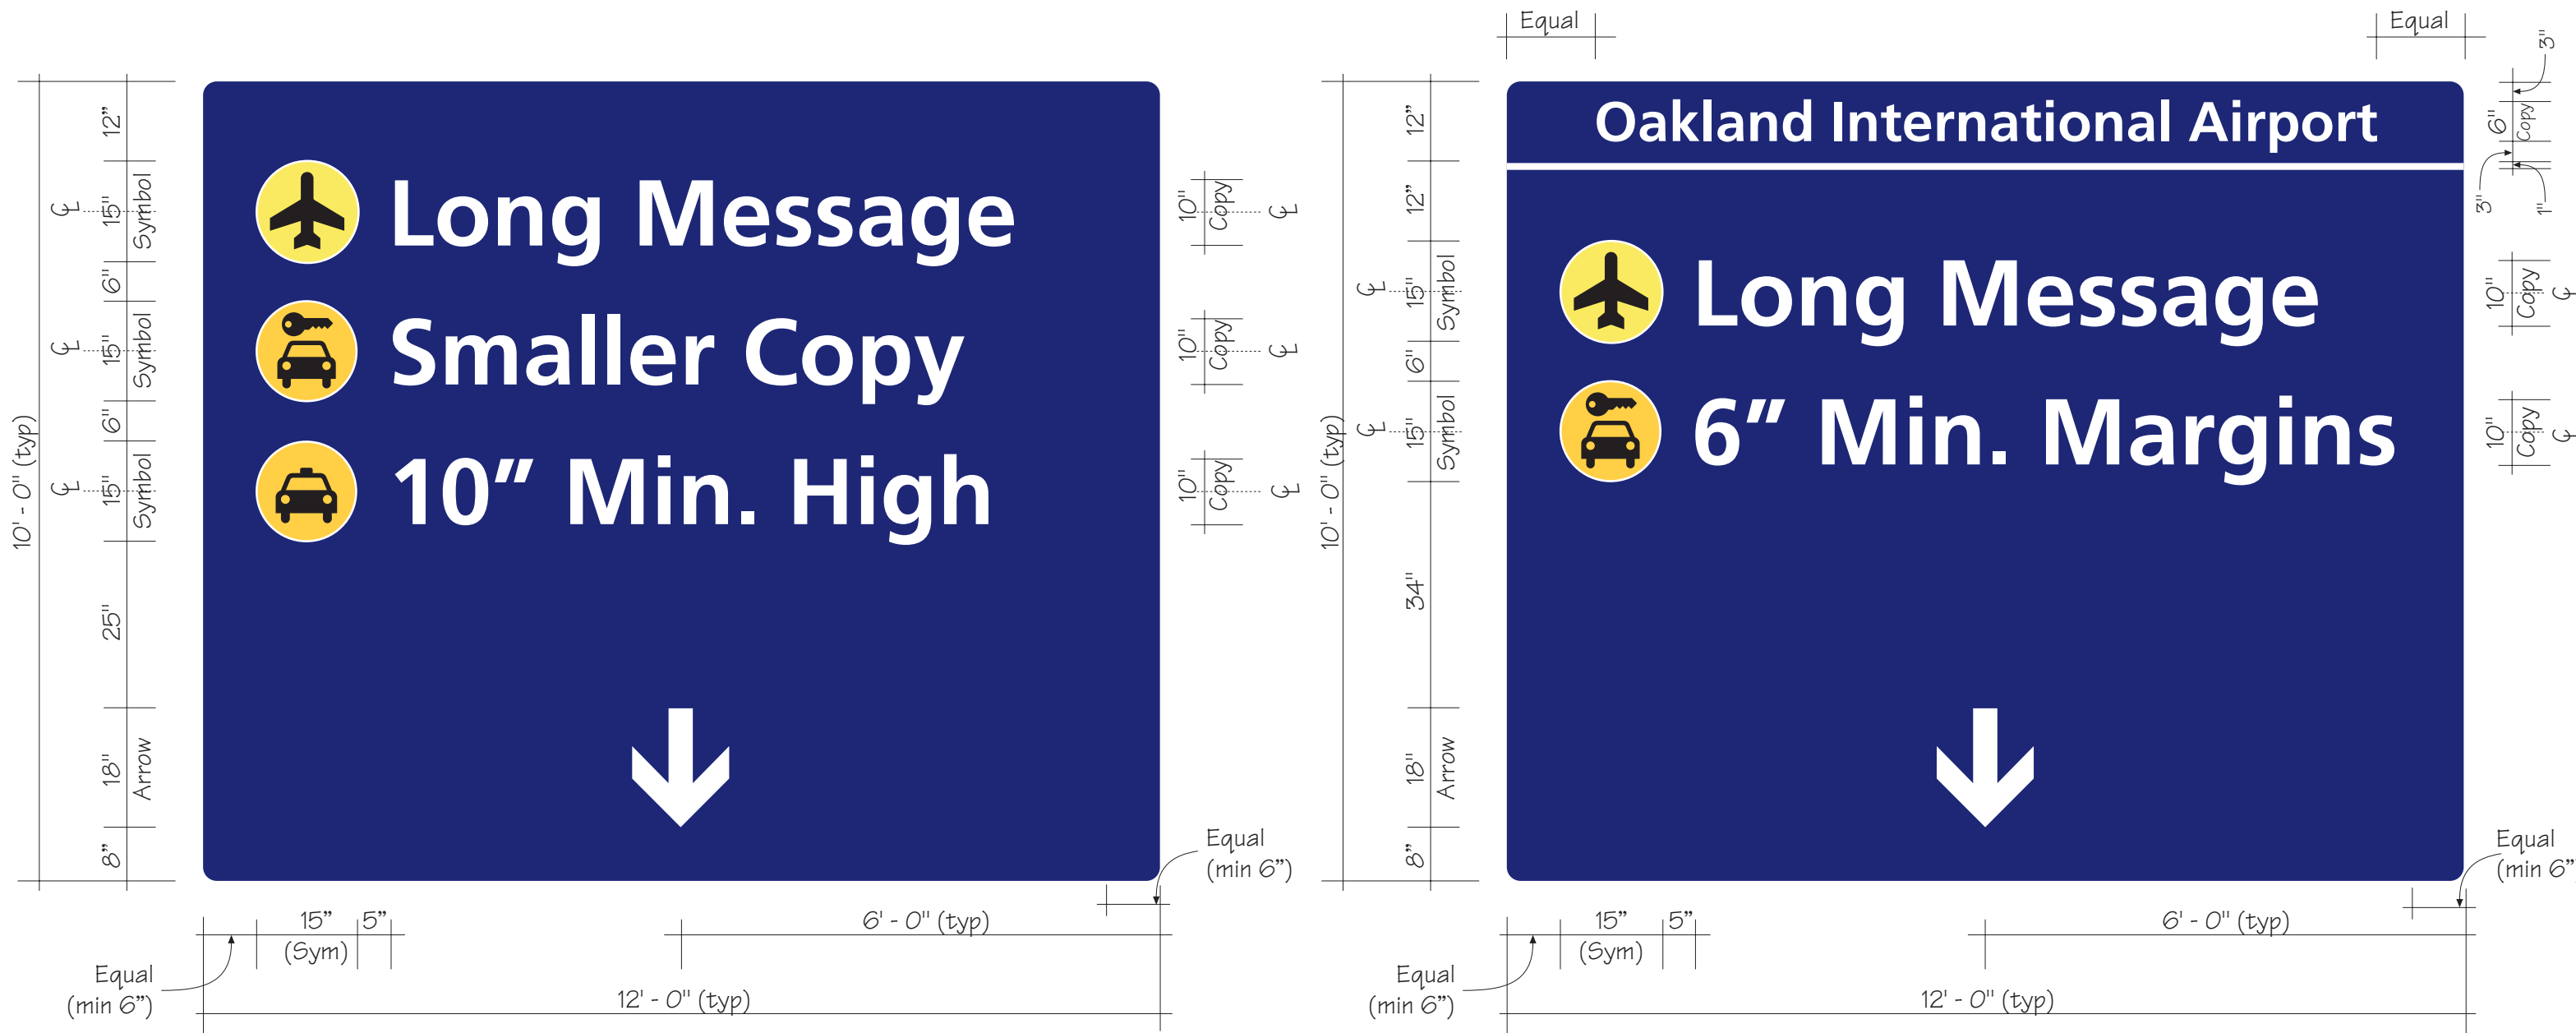 Equal
Equal
3"
12"
15"
Symbol
6"
15"
Symbol
6"
15"
Symbol
25"
18"
Arrow
8"
10' - 0" (typ)
Long Message
Smaller Copy
10” Min. High
10"
Copy
10"
Copy
10"
Copy
Equal
(min 6”)
15”
5”
(Sym)
6' - 0" (typ)
Equal
(min 6”)
12' - 0" (typ)
12”
12”
15"
Symbol
6"
15"
Symbol
34"
18"
Arrow
8”
10' - 0" (typ)
Oakland International Airport
Long Message
6” Min. Margins
6"
Copy
3"
1"
10"
Copy
10"
Copy
Equal
(min 6”
15”
5”
(Sym)
6' - 0" (typ)
Equal
(min 6”)
12' - 0" (typ)